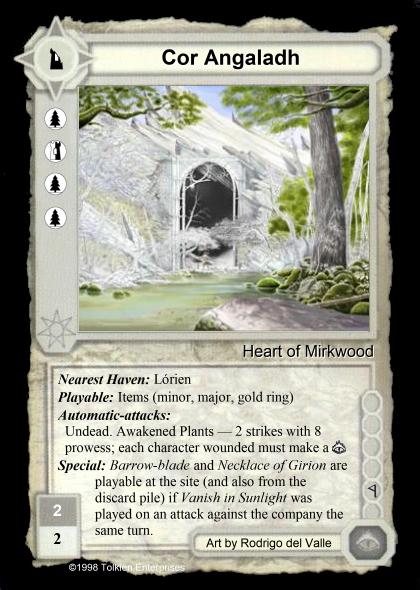 Cor Angaladh
Heart of Mirkwood
Nearest Haven: Lórien
Playable: Items (minor, major, gold ring)
Automatic-attacks:
Undead. Awakened Plants — 2 strikes with 8
prowess; each character wounded must make a
Special: Barrow-blade and Necklace of Girion are
playable at the site (and also from the
discard pile) if Vanish in Sunlight was
played on an attack against the company the
same turn.
2
2
Art by Rodrigo del Valle
©1998 Tolkien Enterprises